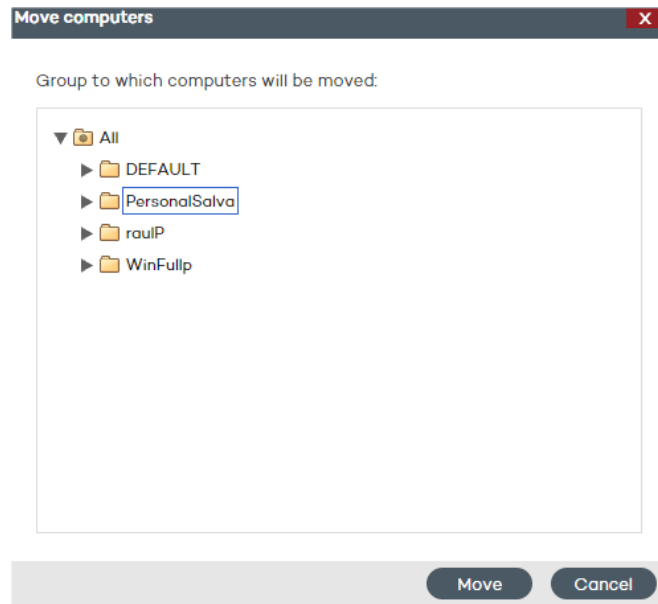 Move computers
X
Group to which computers will be moved:
All
DEFAULT
PersonalSalva
raulP
WinFullp
Move
Cancel